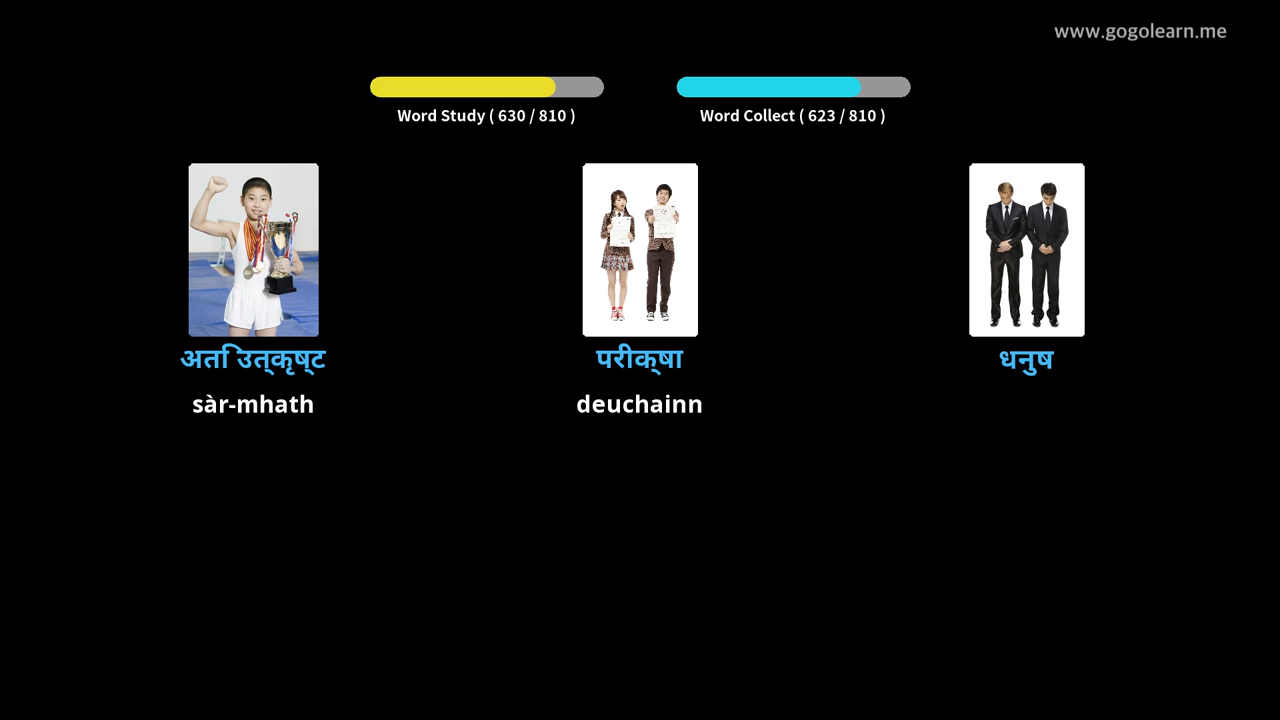 www.gogolearn.me
Word Study ( 630 / 810 )
Word Collect ( 623 / 810 )
अति उत्कृष्ट
परीक्षा
धनुष
sàr-mhath
deuchainn